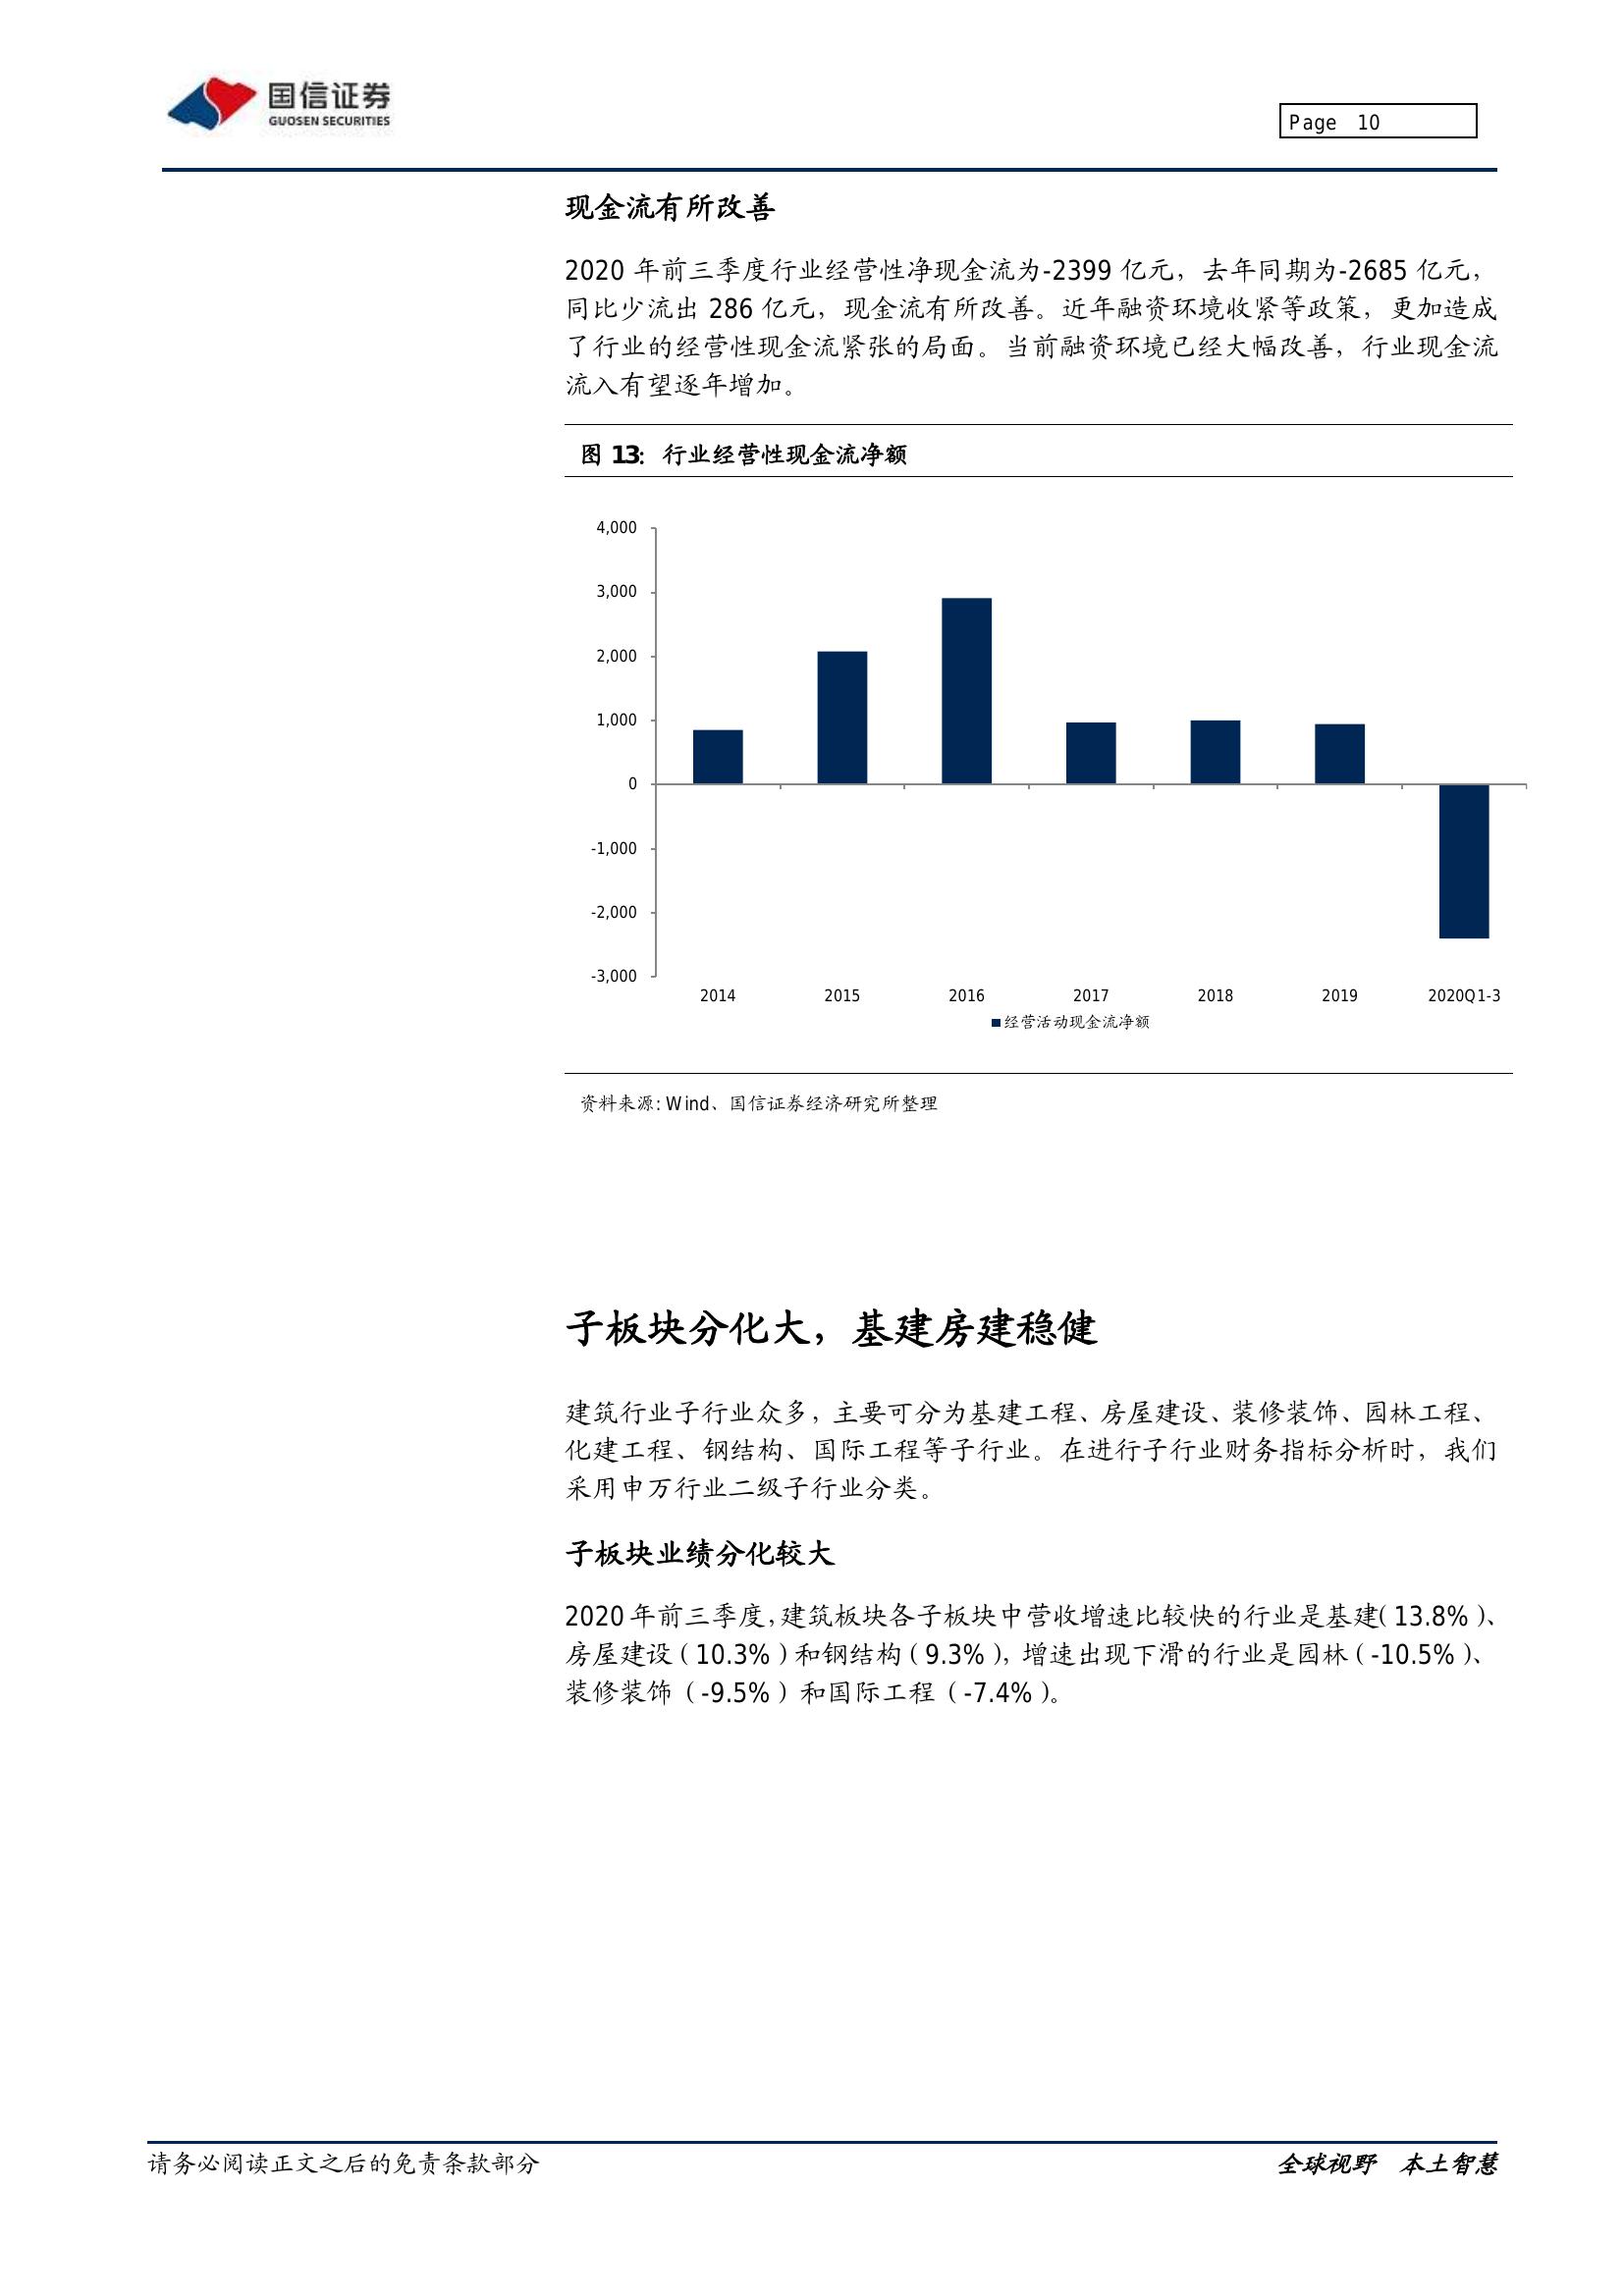 国信证券
GUOSEN SECURITIES
Page 10
现金流有所改善
2020 年前三季度行业经营性净现金流为-2399 亿元，去年同期为-2685 亿元，
同比少流出 286 亿元，现金流有所改善。近年融资环境收紧等政策，更加造成
了行业的经营性现金流紧张的局面。当前融资环境已经大幅改善，行业现金流
流入有望逐年增加。
图 13：行业经营性现金流净额
4,000
3,000
2,000
1,000
0
-1,000
-2,000
-3,000
2014 2015 2016 2017 2018 2019 2020Q1-3
经营活动现金流净额
资料来源: Wind、国信证券经济研究所整理
子板块分化大，基建房建稳健
建筑行业子行业众多，主要可分为基建工程、房屋建设、装修装饰、园林工程、
化建工程、钢结构、国际工程等子行业。在进行子行业财务指标分析时，我们
采用申万行业二级子行业分类。
子板块业绩分化较大
2020 年前三季度，建筑板块各子板块中营收增速比较快的行业是基建（13.8%）、
房屋建设（10.3%）和钢结构（9.3%），增速出现下滑的行业是园林（-10.5%）、
装修装饰（-9.5%）和国际工程（-7.4%）。
请务必阅读正文之后的免责条款部分
全球视野 本土智慧